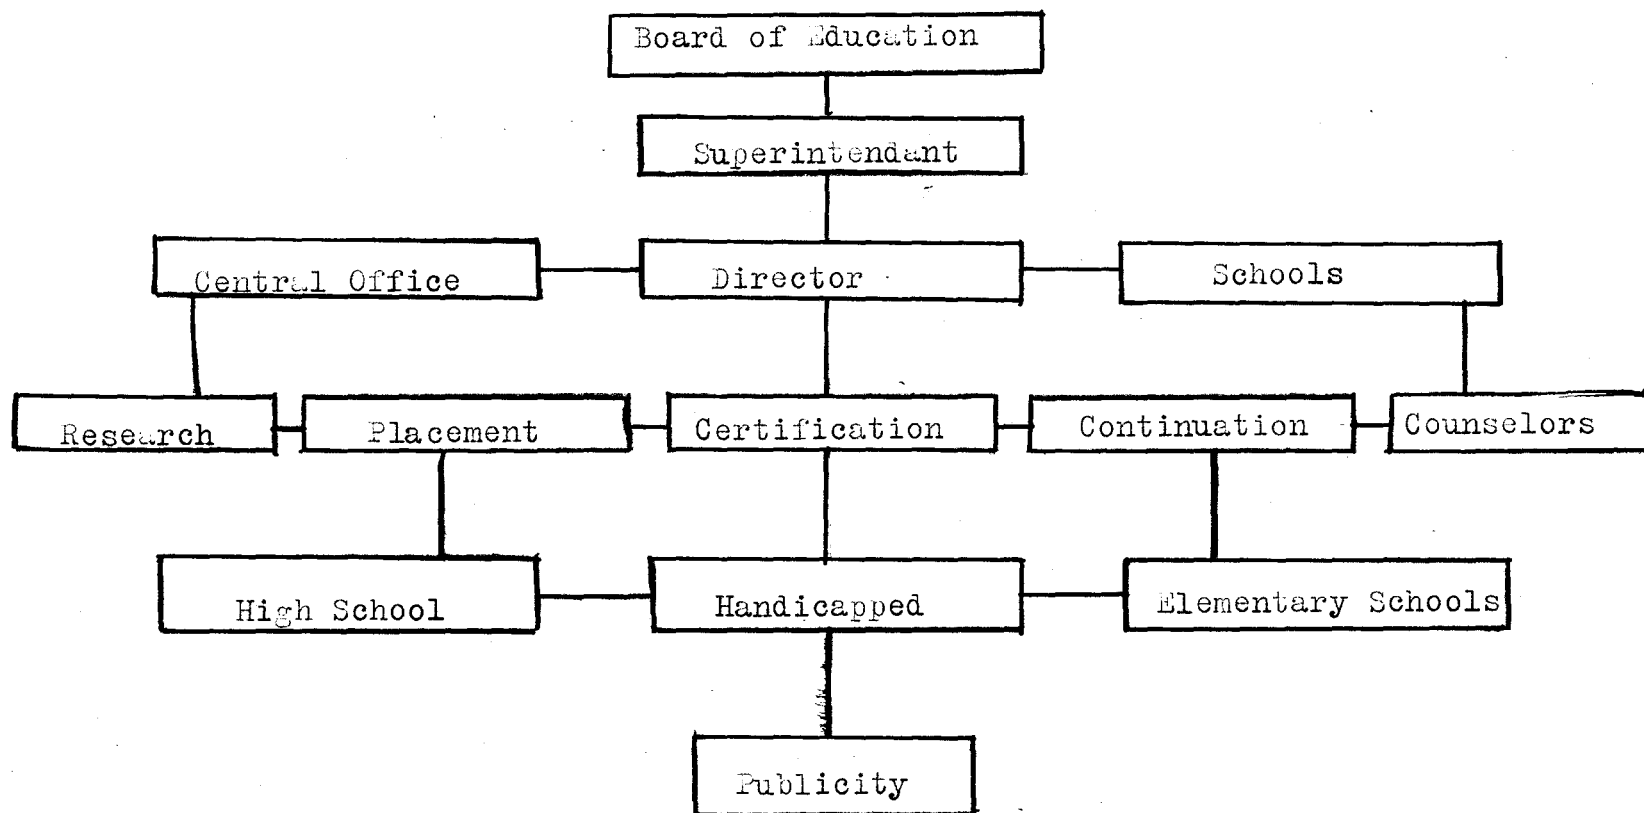 Board of Education
Superintendant
Central Office
Director
Schools
Research
Placement
Certification
Continuation
Counselors
High School
Handicapped
Elementary Schools
Publicity